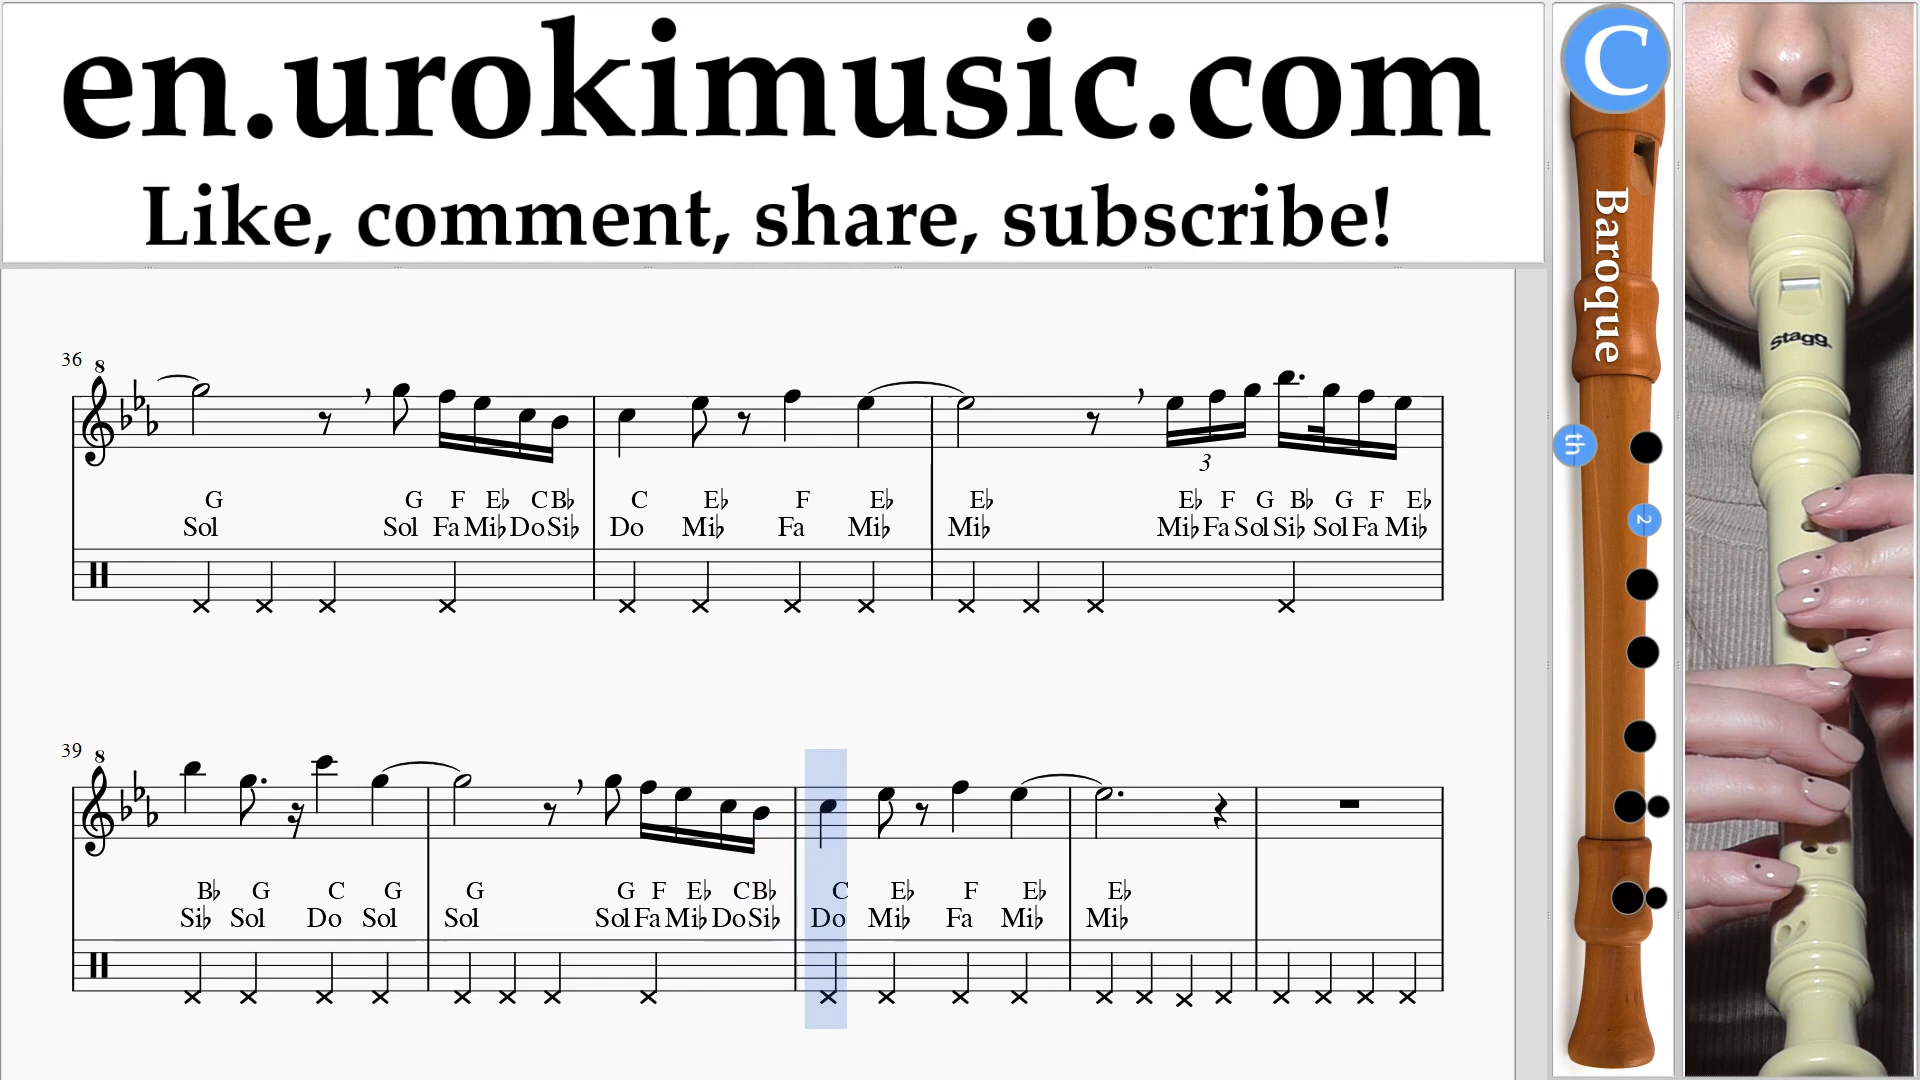 en.urokimusic.com
Like, comment, share, subscribe!
C
Baroque
th
2
Stagg
36
8
3
G G F E♭ C B♭ C E♭ F E♭ E♭ E♭ F G B♭ G F E♭
Sol Sol Fa Mi♭ Do Si♭ Do Mi♭ Fa Mi♭ Mi♭ Mi♭ Fa Sol Si♭ Sol Fa Mi♭
39
8
B♭ G C G G G F E♭ C B♭ C E♭ F E♭ E♭
Si♭ Sol Do Sol Sol Sol Fa Mi♭ Do Si♭ Do Mi♭ Fa Mi♭ Mi♭